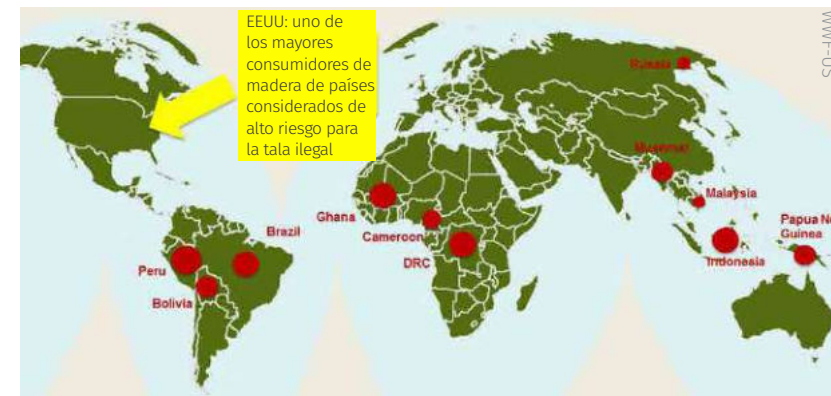 EEUU: uno de
los mayores
consumidores de
madera de países
considerados de
alto riesgo para
la tala ilegal
WWF-US
Russia
Myanmar
Malaysia
Ghana
Cameroon
DRC
Brazil
Peru
Bolivia
Papua Ne
Guinea
Indonesia